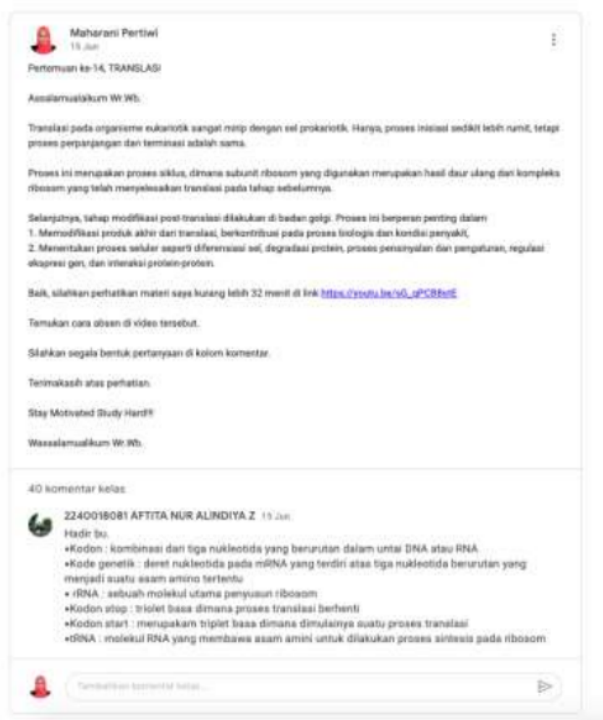 Maharani Pertiwi
15 Jun
Pertemuan ke-14, TRANSLASI
Assalamualaikum Wr.Wb.
Translasi pada organisme eukariotik sangat mirip dengan sel prokariotik. Hanya, proses inisiasi sedikit lebih rumit, tetapi
proses perpanjangan dan terminasi adalah sama.
Proses ini merupakan proses siklus, dimana subunit ribosom yang digunakan merupakan hasil daur ulang dari kompleks
ribosom yang telah menyelesaikan translasi pada tahap sebelumnya.
Selanjutnya, tahap modifikasi post-translasi dilakukan di badan golgi. Proses ini berperan penting dalam
1. Memodifikasi produk akhir dari translasi, berkontribusi pada proses biologis dan kondisi penyakit,
2. Menentukan proses seluler seperti diferensiasi sel, degradasi protein, proses pensinyalan dan pengaturan, regulasi
ekspresi gen, dan interaksi protein-protein.
Baik, silahkan perhatikan materi saya kurang lebih 32 menit di link
Temukan cara absen di video tersebut.
Silahkan segala bentuk pertanyaan di kolom komentar.
Terimakasih atas perhatian.
Stay Motivated Study Hard!!!
Wassalamualikum Wr.Wb.
40 komentar kelas
2240018081 AFTITA NUR ALINDIYA Z 15 Jun
Hadir bu.
•Kodon : kombinasi dari tiga nukleotida yang berurutan dalam untai DNA atau RNA
•Kode genetik : deret nukleotida pada mRNA yang terdiri atas tiga nukleotida berurutan yang
menjadi suatu asam amino tertentu
• rRNA : sebuah molekul utama penyusun ribosom
•Kodon stop : triolet basa dimana proses translasi berhenti
•Kodon start : merupakam triplet basa dimana dimulainya suatu proses translasi
•tRNA : molekul RNA yang membawa asam amini untuk dilakukan proses sintesis pada ribosom
Tambahkan komentar kelas...